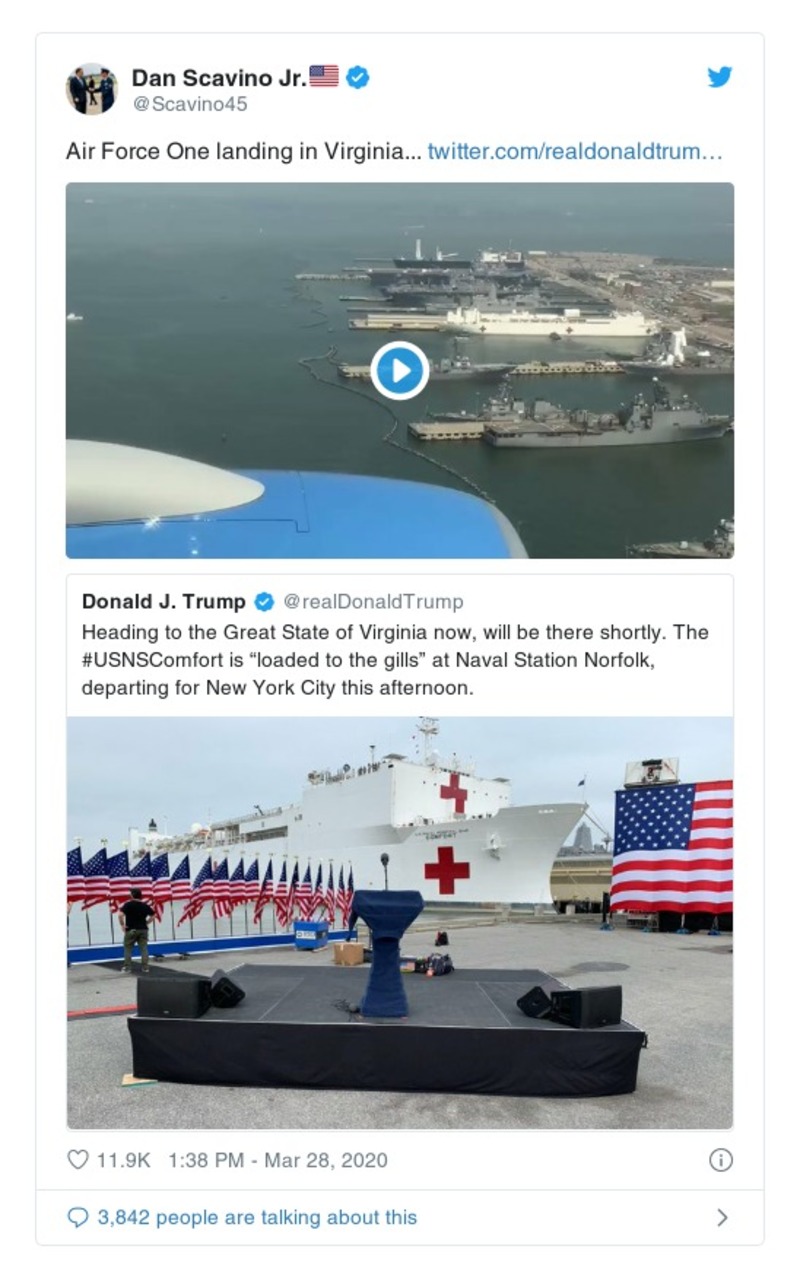 Dan Scavino Jr.
@Scavino45
Air Force One landing in Virginia... twitter.com/realdonaldtrum…
Donald J. Trump @realDonaldTrump
Heading to the Great State of Virginia now, will be there shortly. The
#USNSComfort is “loaded to the gills” at Naval Station Norfolk,
departing for New York City this afternoon.
COMFORT
11.9K 1:38 PM - Mar 28, 2020
3,842 people are talking about this